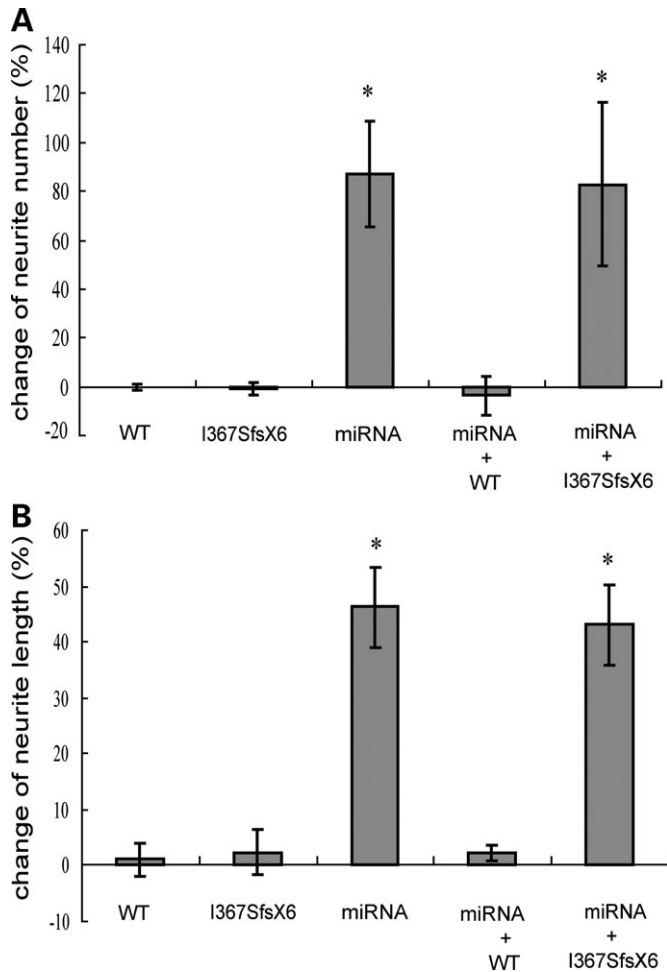 A
change of neurite number (%)
140
120
100
80
60
40
20
0
-20
*
*
WT
I367SfsX6
miRNA
miRNA
+
WT
miRNA
+
I367SfsX6
B
change of neurite length (%)
60
50
40
30
20
10
0
-10
*
*
WT
I367SfsX6
miRNA
miRNA
+
WT
miRNA
+
I367SfsX6